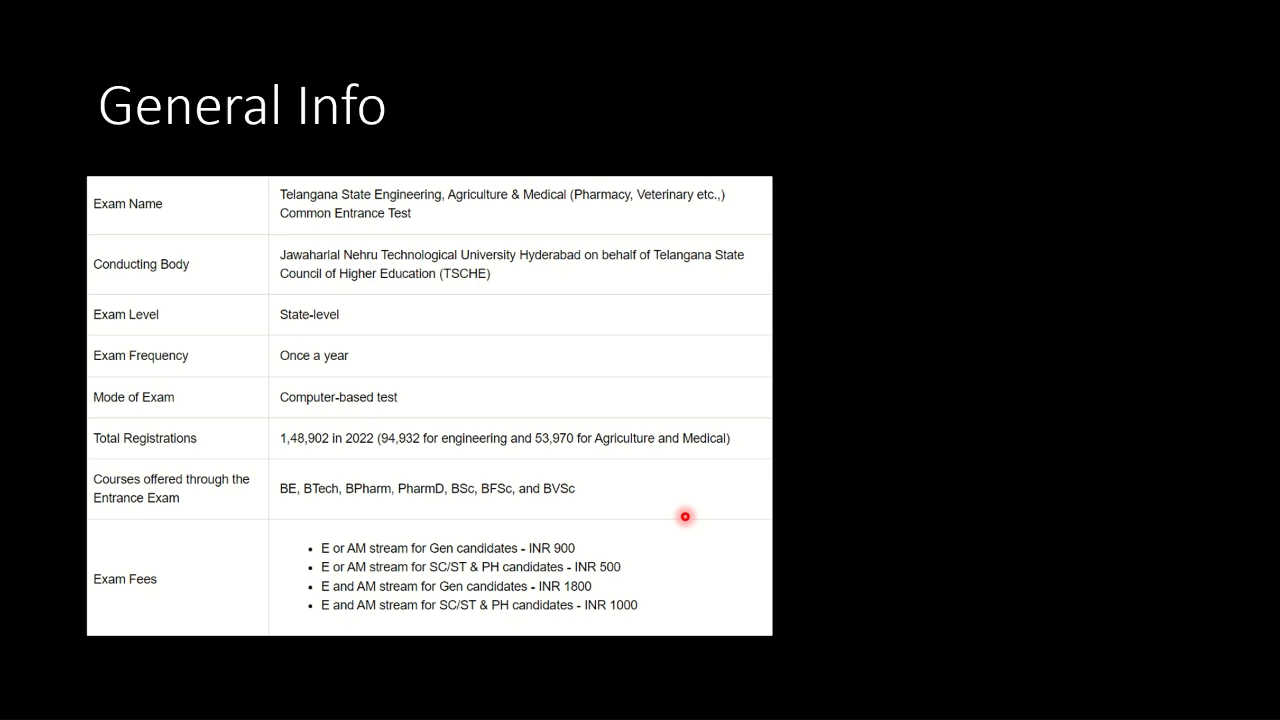 General Info
Exam Name
Telangana State Engineering, Agriculture & Medical (Pharmacy, Veterinary etc.,)
Common Entrance Test
Conducting Body
Jawaharlal Nehru Technological University Hyderabad on behalf of Telangana State
Council of Higher Education (TSCHE)
Exam Level
State-level
Exam Frequency
Once a year
Mode of Exam
Computer-based test
Total Registrations
1,48,902 in 2022 (94,932 for engineering and 53,970 for Agriculture and Medical)
Courses offered through the
Entrance Exam
BE, BTech, BPharm, PharmD, BSc, BFSc, and BVSc
Exam Fees
• E or AM stream for Gen candidates - INR 900
• E or AM stream for SC/ST & PH candidates - INR 500
• E and AM stream for Gen candidates - INR 1800
• E and AM stream for SC/ST & PH candidates - INR 1000